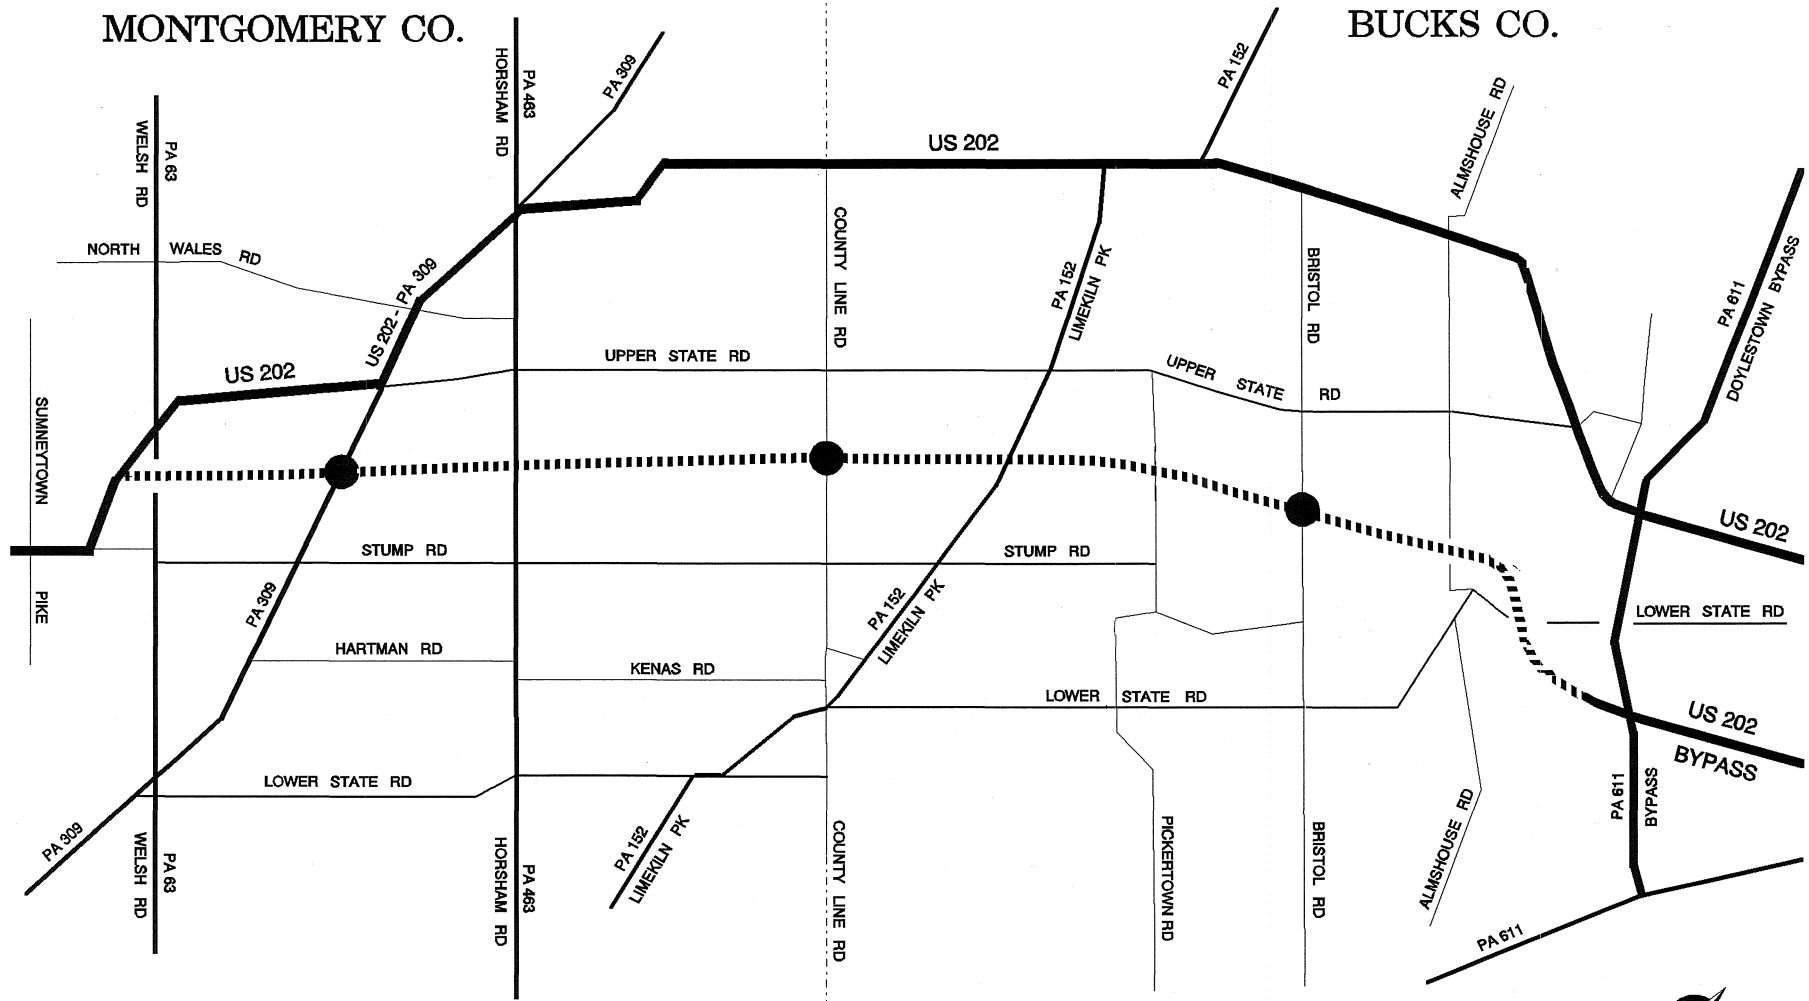 MONTGOMERY CO.
BUCKS CO.
HORSHAM RD
PA 463
PA 309
PA 152
ALMSHOUSE RD
WELSH RD
PA 63
US 202
NORTH WALES RD
US 202 - PA 309
COUNTY LINE RD
PA 152
LIMEKILN PK
BRISTOL RD
PA 611
DOYLESTOWN BYPASS
US 202
UPPER STATE RD
UPPER STATE RD
SUMNEYTOWN
PIKE
US 202
STUMP RD
STUMP RD
PA 309
PA 152
LIMEKILN PK
LOWER STATE RD
HARTMAN RD
KENAS RD
LOWER STATE RD
US 202
BYPASS
LOWER STATE RD
PA 309
WELSH RD
PA 63
HORSHAM RD
PA 463
PA 152
LIMEKILN PK
COUNTY LINE RD
PICKERTOWN RD
BRISTOL RD
ALMSHOUSE RD
PA 611
BYPASS
PA 611